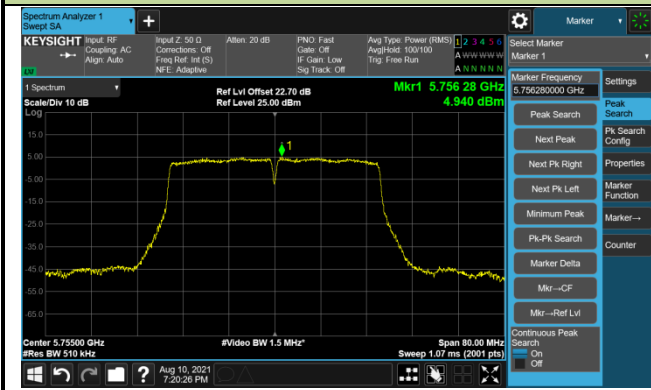 Spectrum Analyzer 1
Swept SA
+
Marker
KEYSIGHT
Input: RF
Coupling: AC
Align: Auto
Input Z: 50 Ω
Corrections: Off
Freq Ref: Int (S)
NFE: Adaptive
Atten: 20 dB
PNO: Fast
Gate: Off
IF Gain: Low
Sig Track: Off
Avg Type: Power (RMS)
Avg|Hold: 100/100
Trig: Free Run
1 2 3 4 5 6
A W W W W W
A N N N N N
Select Marker
Marker 1
1 Spectrum
Scale/Div 10 dB
Log
Ref Lvl Offset 22.70 dB
Ref Level 25.00 dBm
Mkr1 5.756 28 GHz
4.940 dBm
15.0
5.00
-5.00
-15.0
-25.0
-35.0
-45.0
-55.0
-65.0
1
Center 5.75500 GHz
#Res BW 510 kHz
#Video BW 1.5 MHz*
Span 80.00 MHz
Sweep 1.07 ms (2001 pts)
Marker Frequency
5.756280000 GHz
Peak Search
Next Peak
Next Pk Right
Next Pk Left
Minimum Peak
Pk-Pk Search
Marker Delta
Mkr→CF
Mkr→Ref Lvl
Continuous Peak
Search
On
Off
Settings
Peak
Search
Pk Search
Config
Properties
Marker
Function
Marker→
Counter
?
Aug 10, 2021
7:20:26 PM